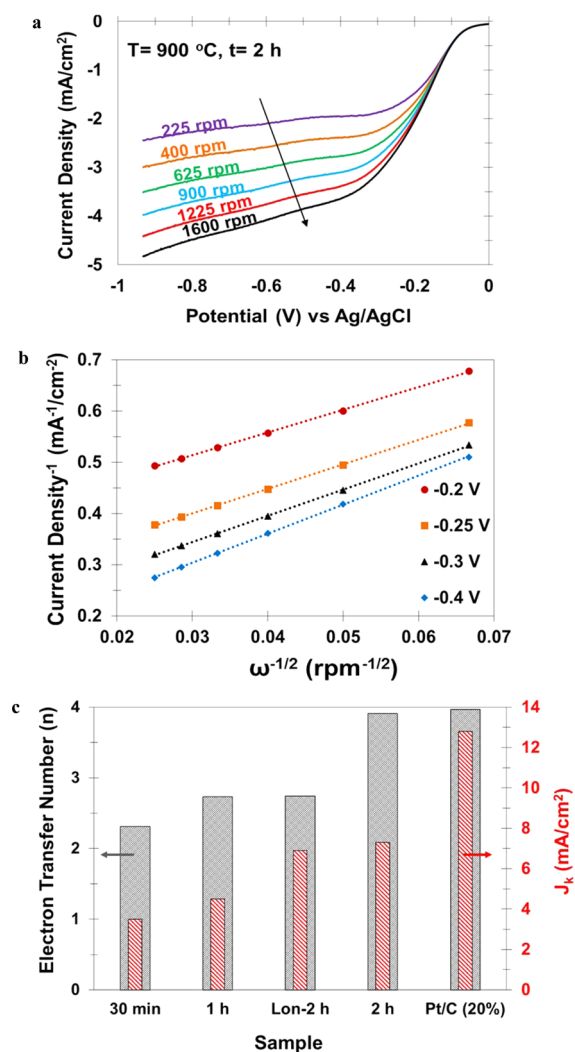 a
T= 900 °C, t= 2 h
0
-1
-2
-3
-4
-5
Current Density (mA/cm²)
225 rpm
400 rpm
625 rpm
900 rpm
1225 rpm
1600 rpm
-1 -0.8 -0.6 -0.4 -0.2 0
Potential (V) vs Ag/AgCl
b
0.7
0.6
0.5
0.4
0.3
0.2
Current Density⁻¹ (mA⁻¹/cm⁻²)
-0.2 V
-0.25 V
-0.3 V
-0.4 V
0.02 0.03 0.04 0.05 0.06 0.07
ω⁻¹/² (rpm⁻¹/²)
c
4
3
2
1
0
Electron Transfer Number (n)
14
12
10
8
6
4
2
0
Jₖ (mA/cm²)
30 min 1 h Lon-2 h 2 h Pt/C (20%)
Sample